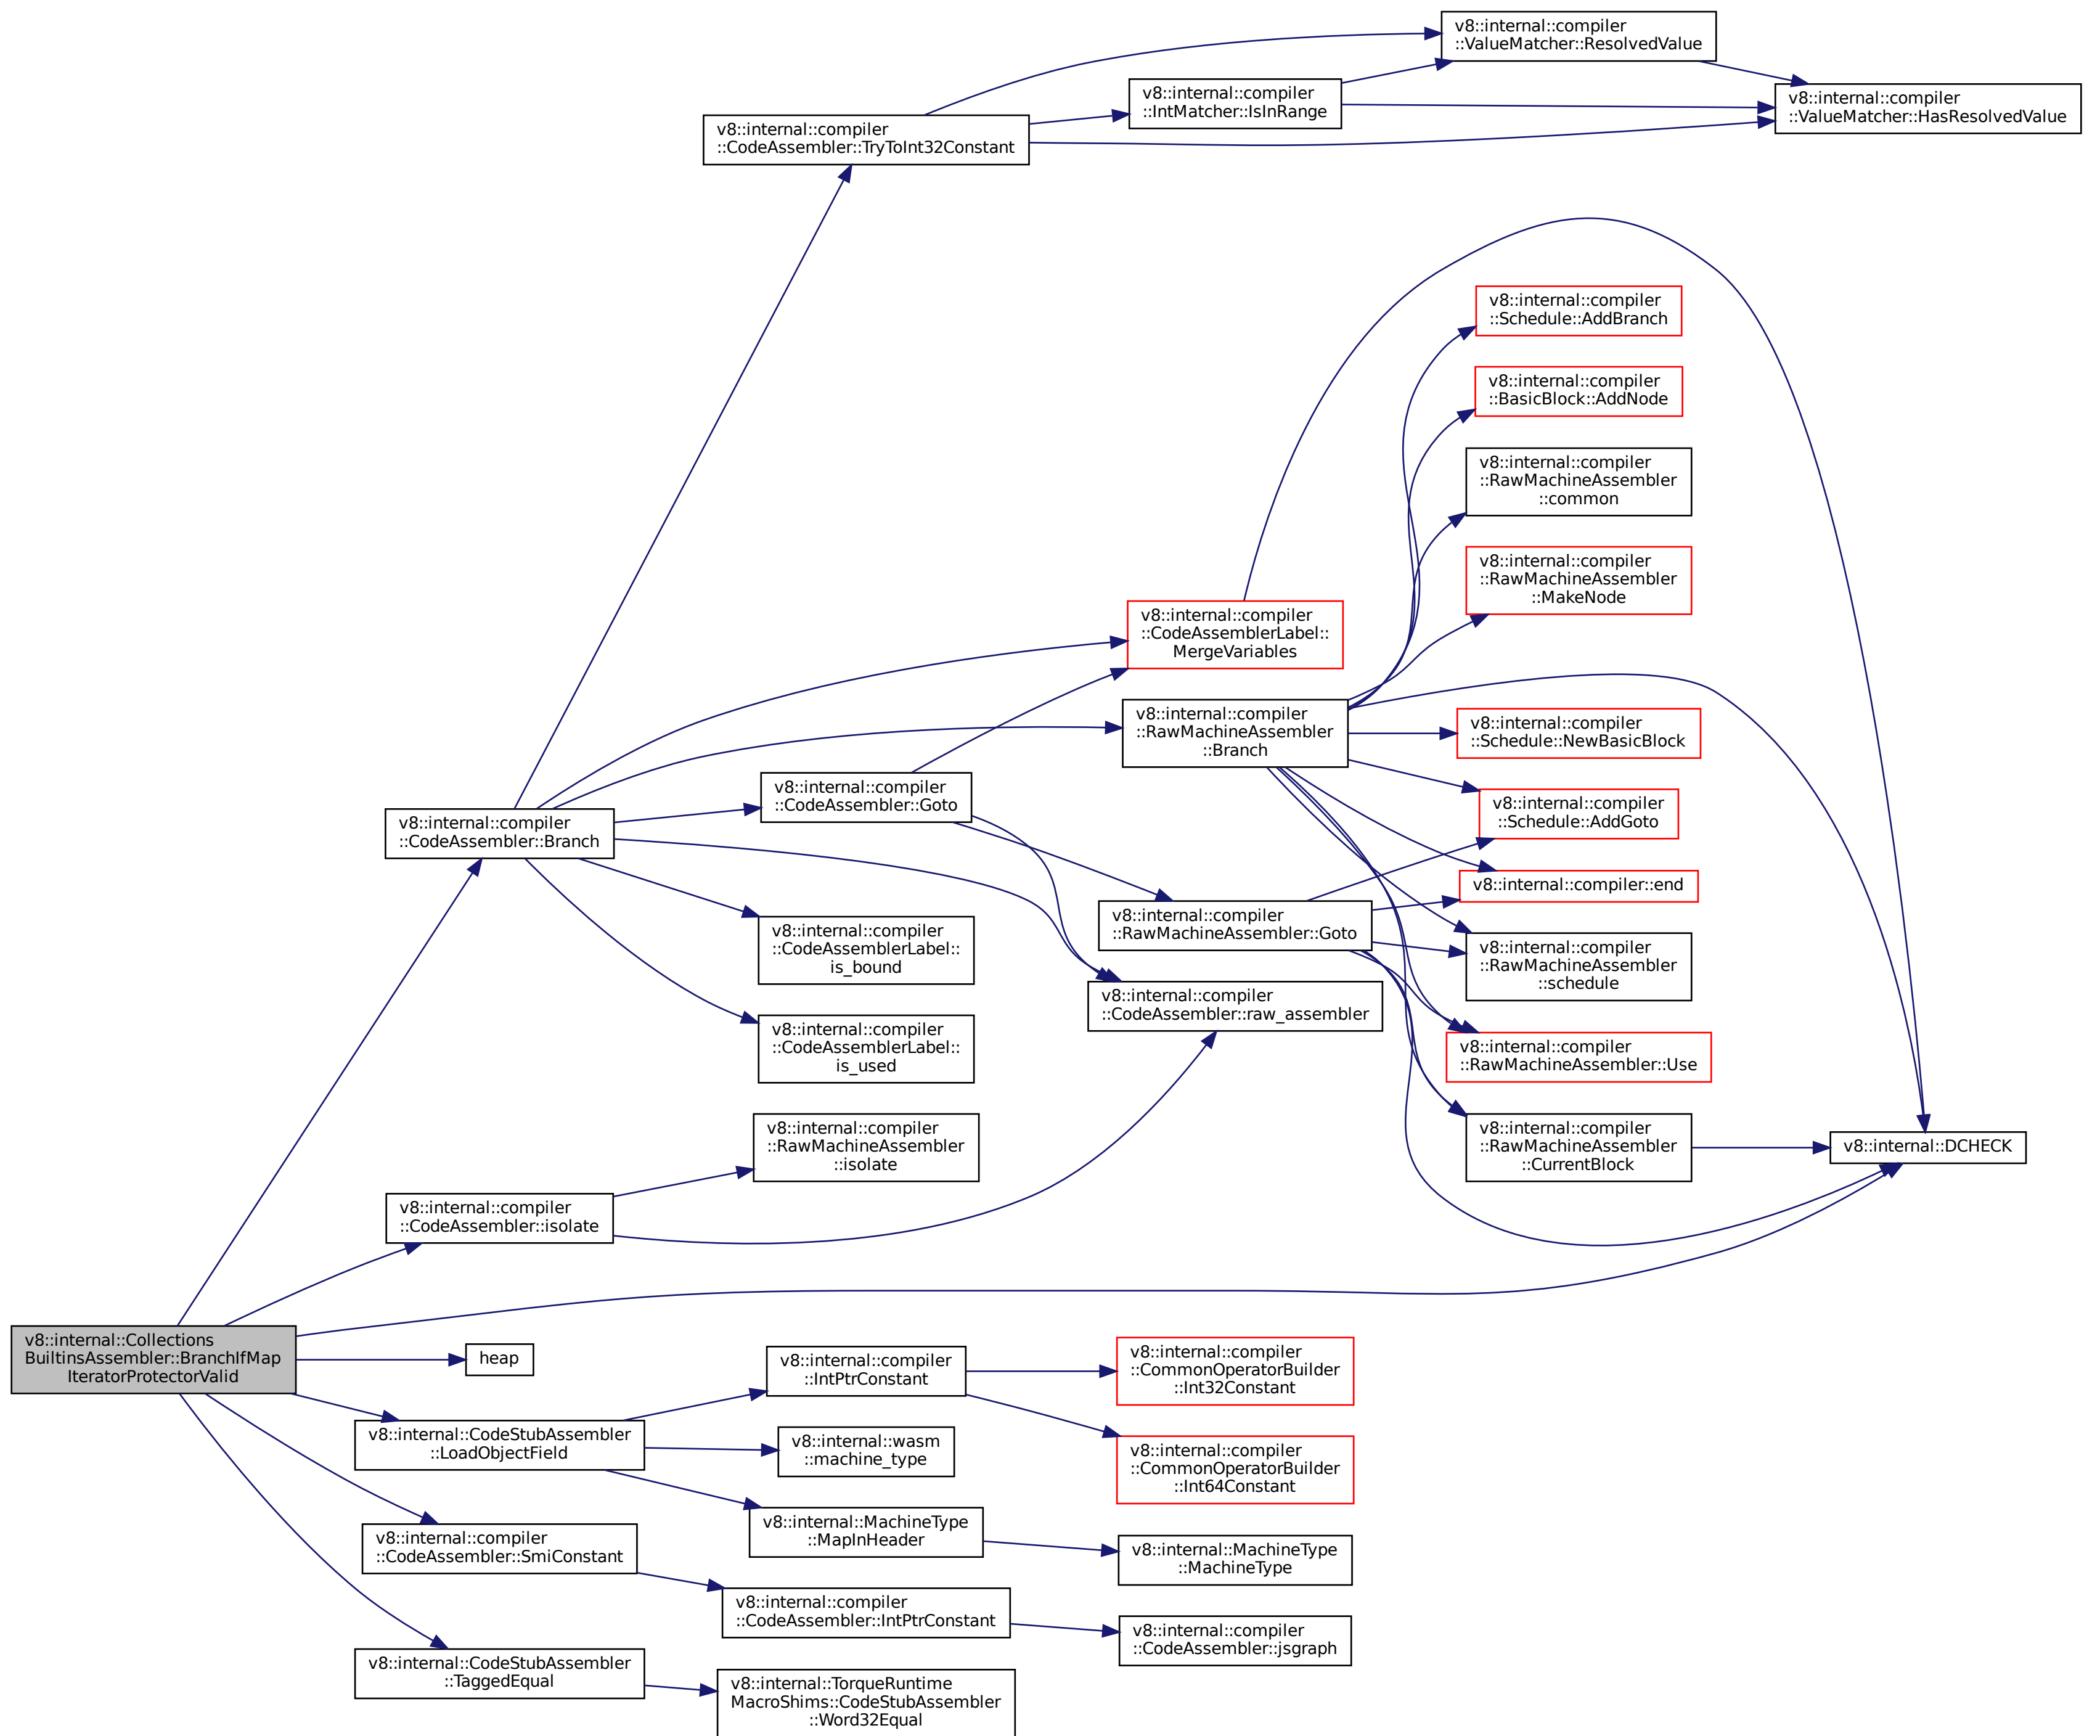 v8::internal::compiler
::ValueMatcher::ResolvedValue
v8::internal::compiler
::IntMatcher::IsInRange
v8::internal::compiler
::ValueMatcher::HasResolvedValue
v8::internal::compiler
::CodeAssembler::TryToInt32Constant
v8::internal::compiler
::Schedule::AddBranch
v8::internal::compiler
::BasicBlock::AddNode
v8::internal::compiler
::RawMachineAssembler
::common
v8::internal::compiler
::RawMachineAssembler
::MakeNode
v8::internal::compiler
::CodeAssemblerLabel::
MergeVariables
v8::internal::compiler
::RawMachineAssembler
::Branch
v8::internal::compiler
::Schedule::NewBasicBlock
v8::internal::compiler
::CodeAssembler::Goto
v8::internal::compiler
::Schedule::AddGoto
v8::internal::compiler
::CodeAssembler::Branch
v8::internal::compiler::end
v8::internal::compiler
::RawMachineAssembler::Goto
v8::internal::compiler
::CodeAssemblerLabel::
is_bound
v8::internal::compiler
::RawMachineAssembler
::schedule
v8::internal::compiler
::CodeAssembler::raw_assembler
v8::internal::compiler
::CodeAssemblerLabel::
is_used
v8::internal::compiler
::RawMachineAssembler::Use
v8::internal::compiler
::RawMachineAssembler
::isolate
v8::internal::compiler
::RawMachineAssembler
::CurrentBlock
v8::internal::DCHECK
v8::internal::compiler
::CodeAssembler::isolate
v8::internal::Collections
BuiltinsAssembler::BranchIfMap
IteratorProtectorValid
heap
v8::internal::compiler
::IntPtrConstant
v8::internal::compiler
::CommonOperatorBuilder
::Int32Constant
v8::internal::CodeStubAssembler
::LoadObjectField
v8::internal::wasm
::machine_type
v8::internal::compiler
::CommonOperatorBuilder
::Int64Constant
v8::internal::MachineType
::MapInHeader
v8::internal::compiler
::CodeAssembler::SmiConstant
v8::internal::MachineType
::MachineType
v8::internal::compiler
::CodeAssembler::IntPtrConstant
v8::internal::compiler
::CodeAssembler::jsgraph
v8::internal::CodeStubAssembler
::TaggedEqual
v8::internal::TorqueRuntime
MacroShims::CodeStubAssembler
::Word32Equal